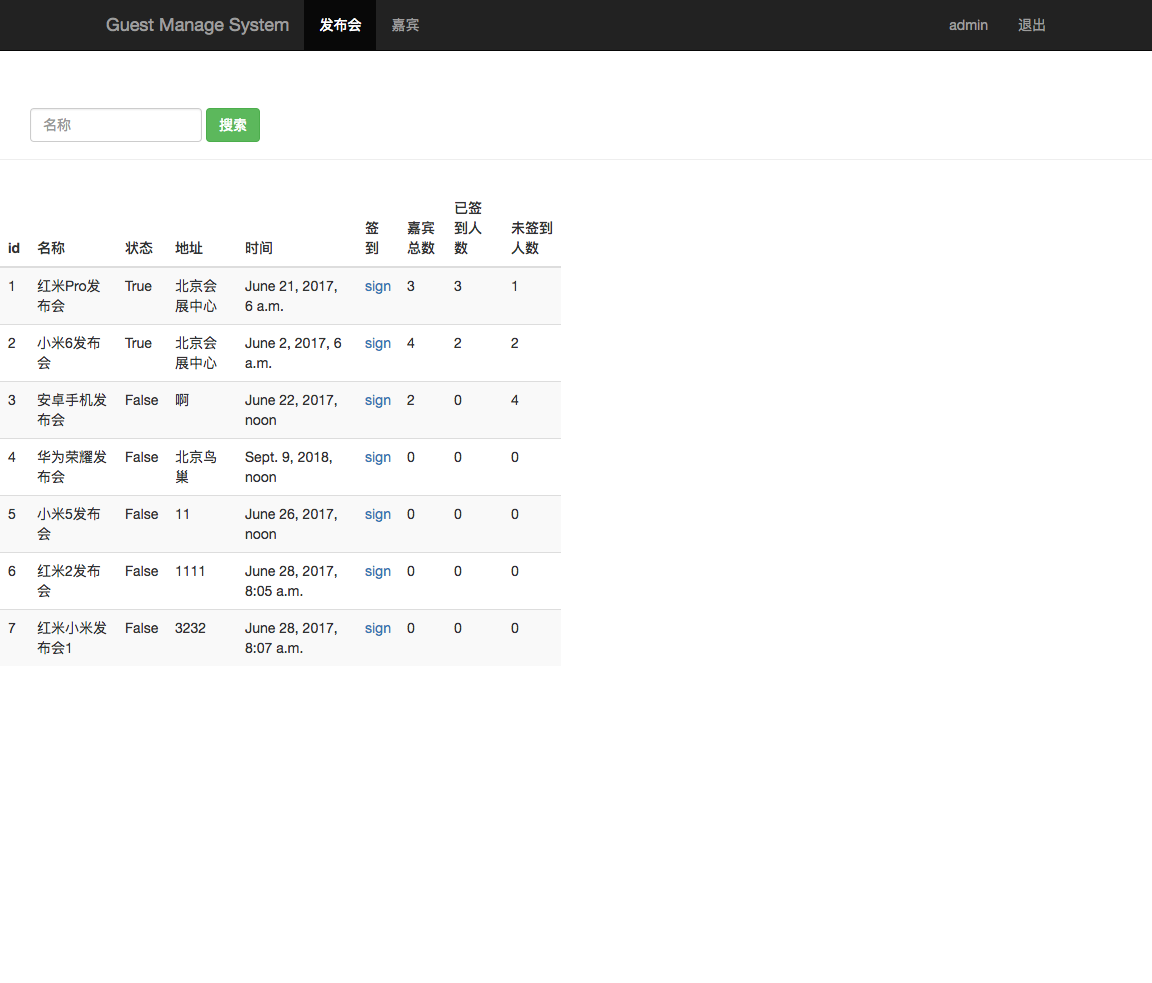 Guest Manage System 发布会 嘉宾 admin 退出
名称 搜索
id 名称 状态 地址 时间 签到 嘉宾总数 已签到人数 未签到人数
1 红米Pro发布会 True 北京会展中心 June 21, 2017, 6 a.m. sign 3 3 1
2 小米6发布会 True 北京会展中心 June 2, 2017, 6 a.m. sign 4 2 2
3 安卓手机发布会 False 啊 June 22, 2017, noon sign 2 0 4
4 华为荣耀发布会 False 北京鸟巢 Sept. 9, 2018, noon sign 0 0 0
5 小米5发布会 False 11 June 26, 2017, noon sign 0 0 0
6 红米2发布会 False 1111 June 28, 2017, 8:05 a.m. sign 0 0 0
7 红米小米发布会1 False 3232 June 28, 2017, 8:07 a.m. sign 0 0 0